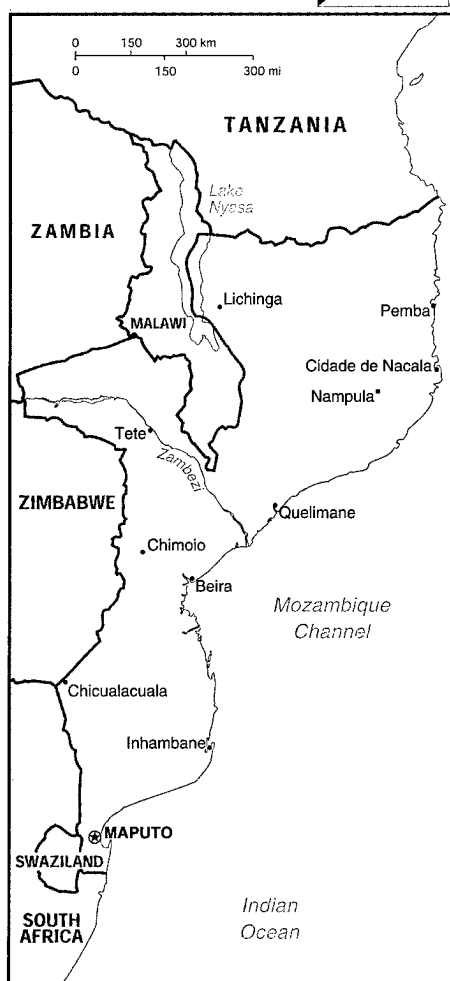 0 150 300 km
0 150 300 mi
TANZANIA
Lake
Nyasa
ZAMBIA
Lichinga
Pemba
MALAWI
Cidade de Nacala
Nampula
Tete
Zambezi
ZIMBABWE
Quelimane
Chimoio
Beira
Mozambique
Channel
Chicualacuala
Inhambane
MAPUTO
SWAZILAND
SOUTH
AFRICA
Indian
Ocean